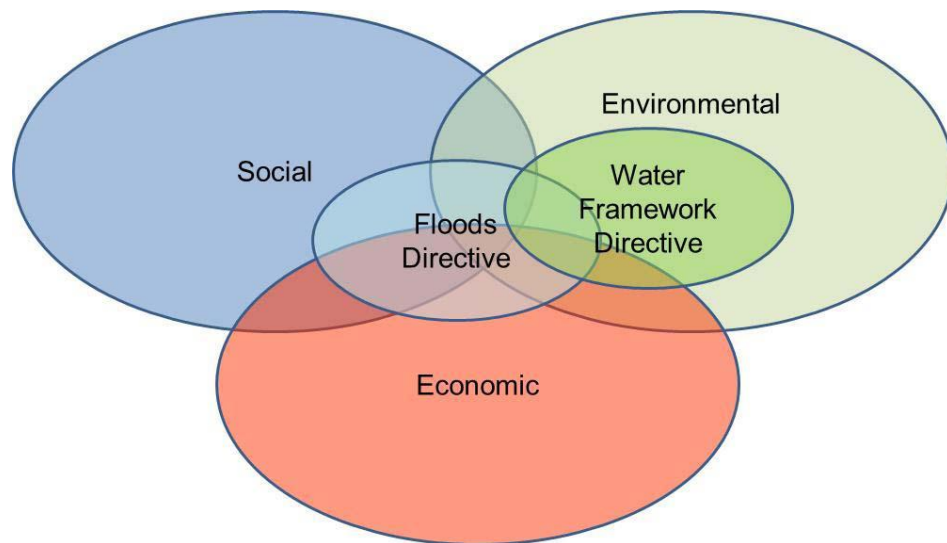 Environmental
Social
Water
Framework
Directive
Floods
Directive
Economic